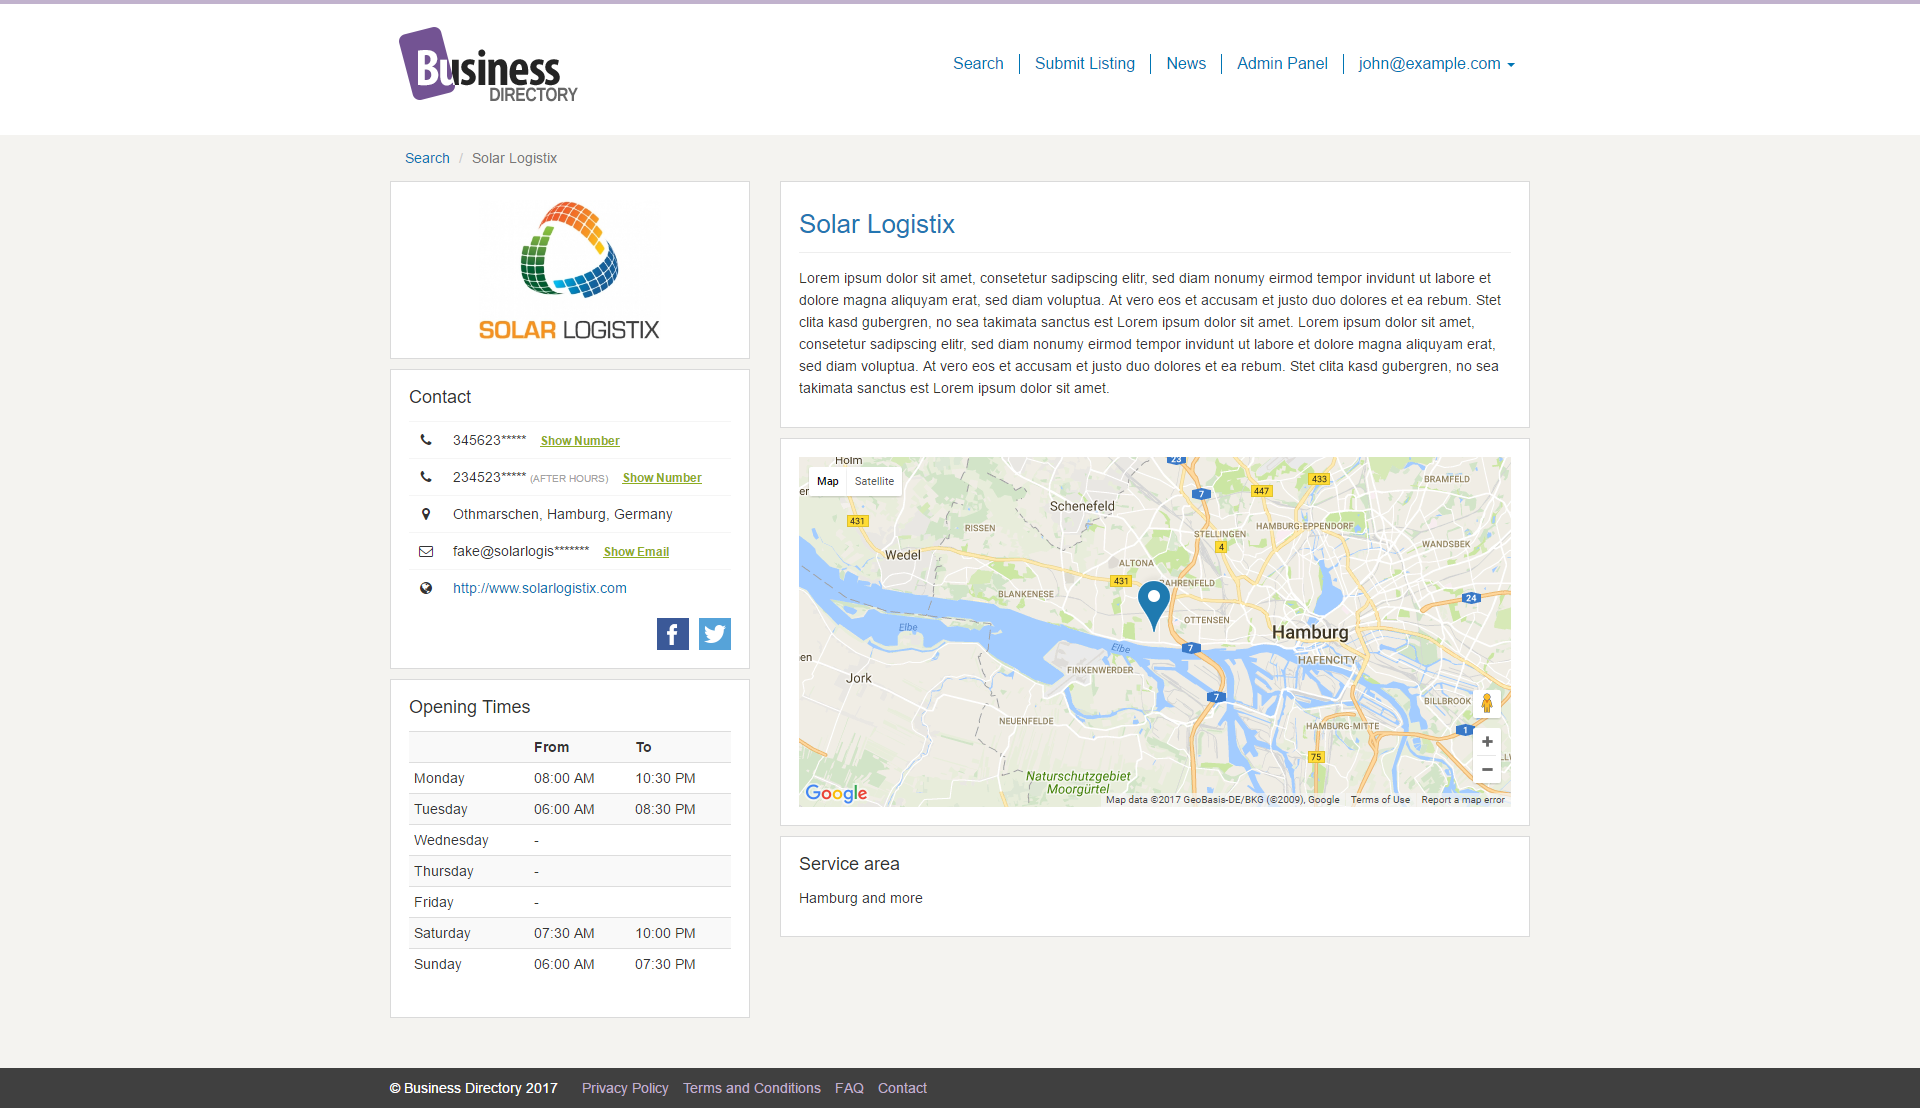 Business
DIRECTORY
Search
Submit Listing
News
Admin Panel
john@example.com
Search / Solar Logistix
SOLAR LOGISTIX
Contact
345623***** Show Number
234523***** (AFTER HOURS) Show Number
Othmarschen, Hamburg, Germany
fake@solarlogis******* Show Email
http://www.solarlogistix.com
Opening Times
From To
Monday 08:00 AM 10:30 PM
Tuesday 06:00 AM 08:30 PM
Wednesday -
Thursday -
Friday -
Saturday 07:30 AM 10:00 PM
Sunday 06:00 AM 07:30 PM
Solar Logistix
Lorem ipsum dolor sit amet, consetetur sadipscing elitr, sed diam nonumy eirmod tempor invidunt ut labore et
dolore magna aliquyam erat, sed diam voluptua. At vero eos et accusam et justo duo dolores et ea rebum. Stet
clita kasd gubergren, no sea takimata sanctus est Lorem ipsum dolor sit amet. Lorem ipsum dolor sit amet,
consetetur sadipscing elitr, sed diam nonumy eirmod tempor invidunt ut labore et dolore magna aliquyam erat,
sed diam voluptua. At vero eos et accusam et justo duo dolores et ea rebum. Stet clita kasd gubergren, no sea
takimata sanctus est Lorem ipsum dolor sit amet.
Holm
23
Map Satellite
433
BRAMFELD
447
7
Schenefeld
431
RISSEN
HAMBURG-EPPENDORF
STELLINGEN
WANDSBEK
4
Wedel
ALTONA
431
BAHRENFELD
BLANKENESE
24
OTTENSEN
Elbe
Hamburg
Elbe
7
HAFENCITY
FINKENWERDER
Jork
7
BILLBROOK
NEUENFELDE
HAMBURG-MITTE
1
75
Naturschutzgebiet
Moorgürtel
Google
Map data ©2017 GeoBasis-DE/BKG (©2009), Google Terms of Use Report a map error
Service area
Hamburg and more
© Business Directory 2017 Privacy Policy Terms and Conditions FAQ Contact